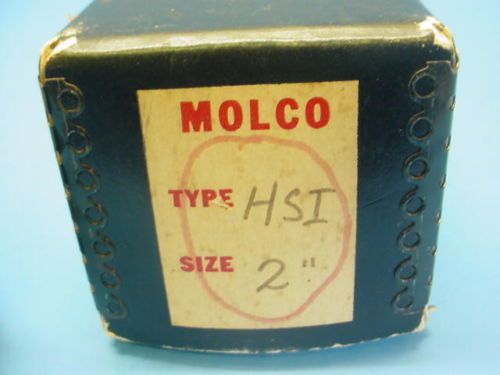 MOLCO
TYPE HSI
SIZE 2"